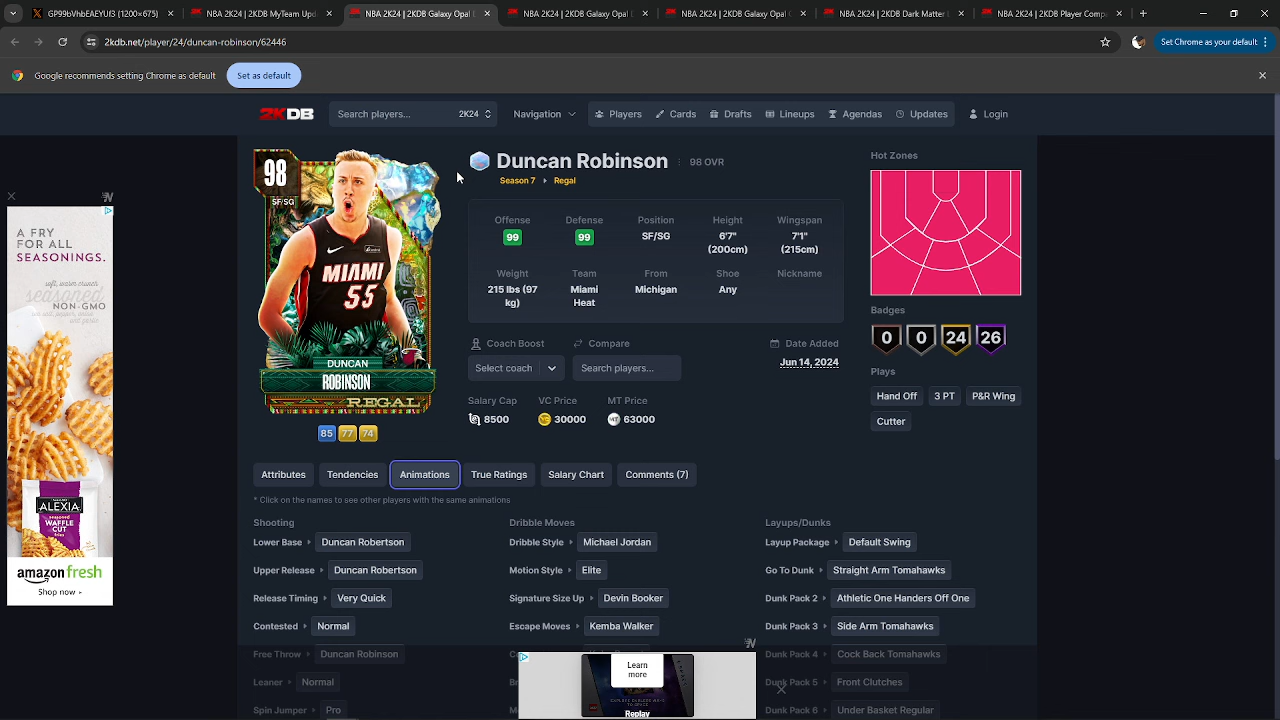 GP99bVnbEAEYUI3 (1200×675)
NBA 2K24 | 2KDB MyTeam Upd
NBA 2K24 | 2KDB Galaxy Opal D
NBA 2K24 | 2KDB Galaxy Opal D
NBA 2K24 | 2KDB Galaxy Opal D
NBA 2K24 | 2KDB Dark Matter L
NBA 2K24 | 2KDB Player Compa
2kdb.net/player/24/duncan-robinson/62446
Set Chrome as your default
Google recommends setting Chrome as default
Set as default
2KDB
Search players...
2K24
Navigation
Players
Cards
Drafts
Lineups
Agendas
Updates
Login
98
SF/SG
MIAMI
55
DUNCAN
ROBINSON
REGAL
85 77 74
Duncan Robinson
98 OVR
Season 7
Regal
Offense
Defense
Position
Height
Wingspan
99
99
SF/SG
6'7"
(200cm)
7'1"
(215cm)
Weight
Team
From
Shoe
Nickname
215 lbs (97
kg)
Miami
Heat
Michigan
Any
Coach Boost
Compare
Date Added
Select coach
Search players...
Jun 14, 2024
Salary Cap
VC Price
MT Price
8500
VC
30000
MT
63000
Hot Zones
Badges
0
0
24
26
Plays
Hand Off
3 PT
P&R Wing
Cutter
Attributes
Tendencies
Animations
True Ratings
Salary Chart
Comments (7)
* Click on the names to see other players with the same animations
Shooting
Lower Base
Duncan Robertson
Upper Release
Duncan Robertson
Release Timing
Very Quick
Contested
Normal
Free Throw
Duncan Robinson
Leaner
Normal
Spin Jumper
Pro
Dribble Moves
Dribble Style
Michael Jordan
Motion Style
Elite
Signature Size Up
Devin Booker
Escape Moves
Kemba Walker
Layups/Dunks
Layup Package
Default Swing
Go To Dunk
Straight Arm Tomahawks
Dunk Pack 2
Athletic One Handers Off One
Dunk Pack 3
Side Arm Tomahawks
Dunk Pack 4
Cock Back Tomahawks
Dunk Pack 5
Front Clutches
Dunk Pack 6
Under Basket Regular
A FRY
FOR ALL
SEASONINGS.
seasoned
NON-GMO
ALEXIA
seasoned
WAFFLE
CUT
fries
amazon fresh
Shop now
Learn
more
Replay